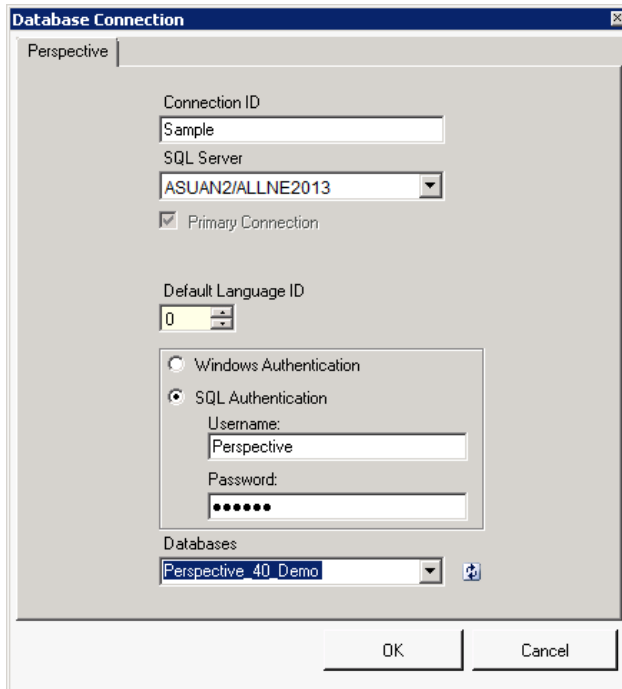 Database Connection
Perspective
Connection ID
Sample
SQL Server
ASUAN2/ALLNE2013
Primary Connection
Default Language ID
0
Windows Authentication
SQL Authentication
Username:
Perspective
Password:
●●●●●●
Databases
Perspective_40_Demo
OK Cancel